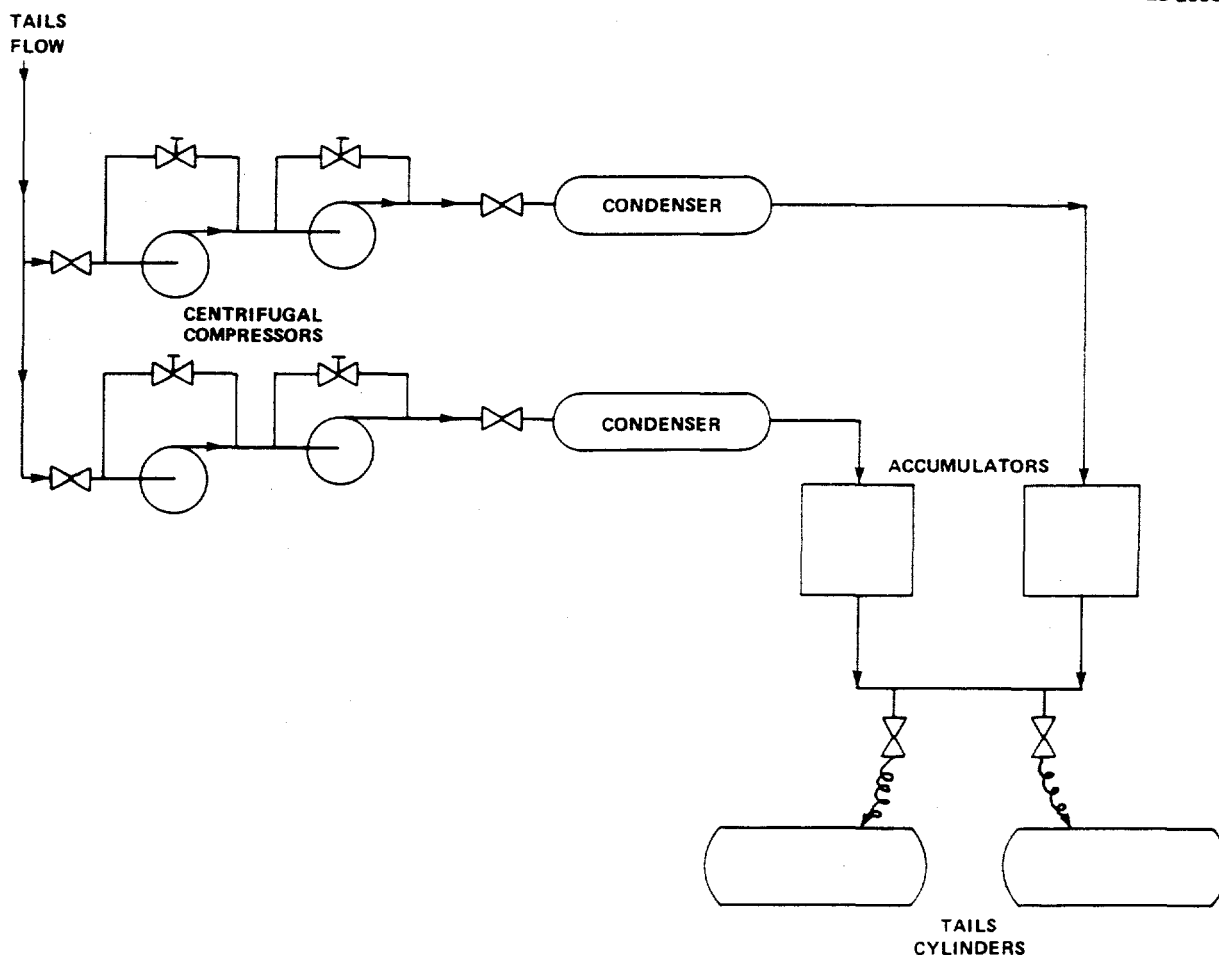 TAILS
FLOW
CONDENSER
CENTRIFUGAL
COMPRESSORS
CONDENSER
ACCUMULATORS
TAILS
CYLINDERS